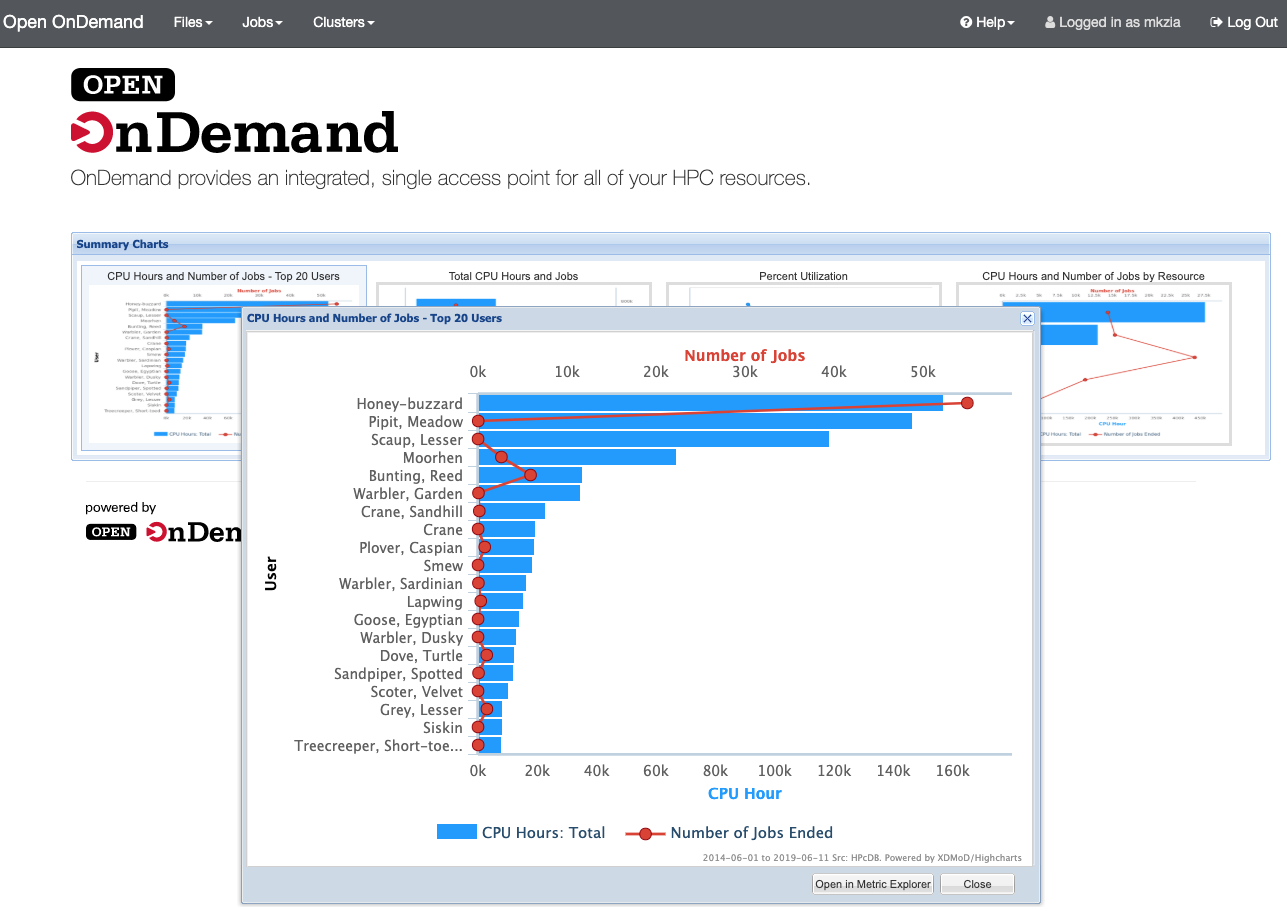 Open OnDemand Files Jobs Clusters Help Logged in as mkzia Log Out
OPEN
OnDemand
OnDemand provides an integrated, single access point for all of your HPC resources.
Summary Charts
CPU Hours and Number of Jobs - Top 20 Users
Total CPU Hours and Jobs
Percent Utilization
CPU Hours and Number of Jobs by Resource
powered by
OPEN OnDem
CPU Hours and Number of Jobs - Top 20 Users
Number of Jobs
0k 10k 20k 30k 40k 50k
User
Honey-buzzard
Pipit, Meadow
Scaup, Lesser
Moorhen
Bunting, Reed
Warbler, Garden
Crane, Sandhill
Crane
Plover, Caspian
Smew
Warbler, Sardinian
Lapwing
Goose, Egyptian
Warbler, Dusky
Dove, Turtle
Sandpiper, Spotted
Scoter, Velvet
Grey, Lesser
Siskin
Treecreeper, Short-toe...
0k 20k 40k 60k 80k 100k 120k 140k 160k
CPU Hour
CPU Hours: Total Number of Jobs Ended
2014-06-01 to 2019-06-11 Src: HPcDB. Powered by XDMoD/Highcharts
Open in Metric Explorer Close